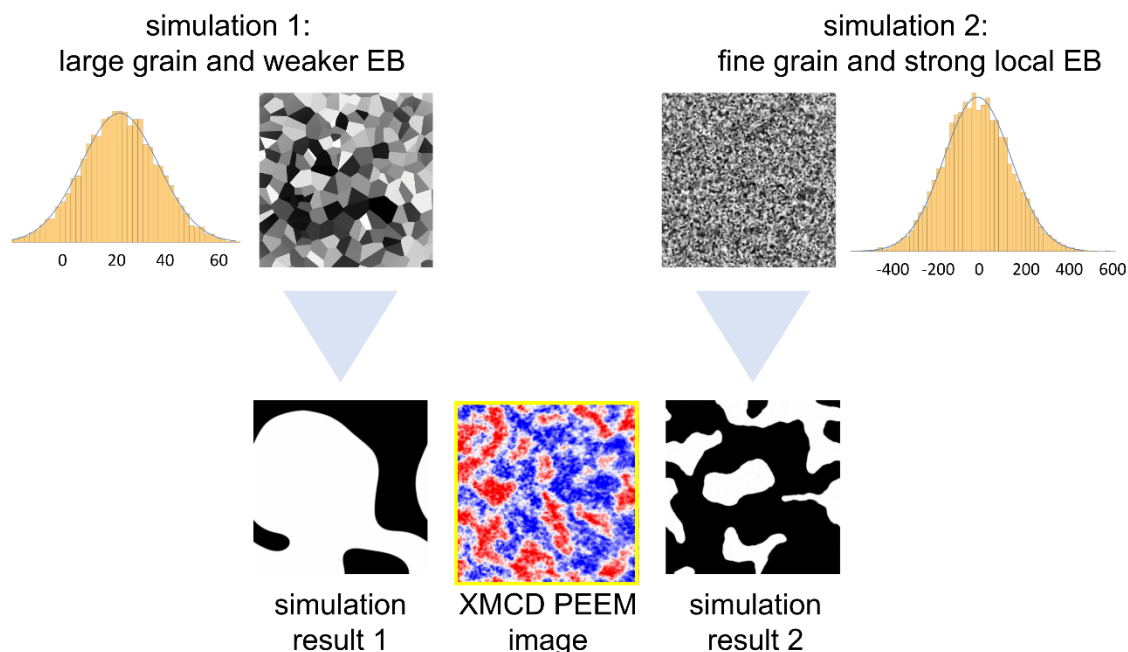 simulation 1:
large grain and weaker EB
simulation 2:
fine grain and strong local EB
0 20 40 60
-400 -200 0 200 400 600
simulation
result 1
XMCD PEEM
image
simulation
result 2